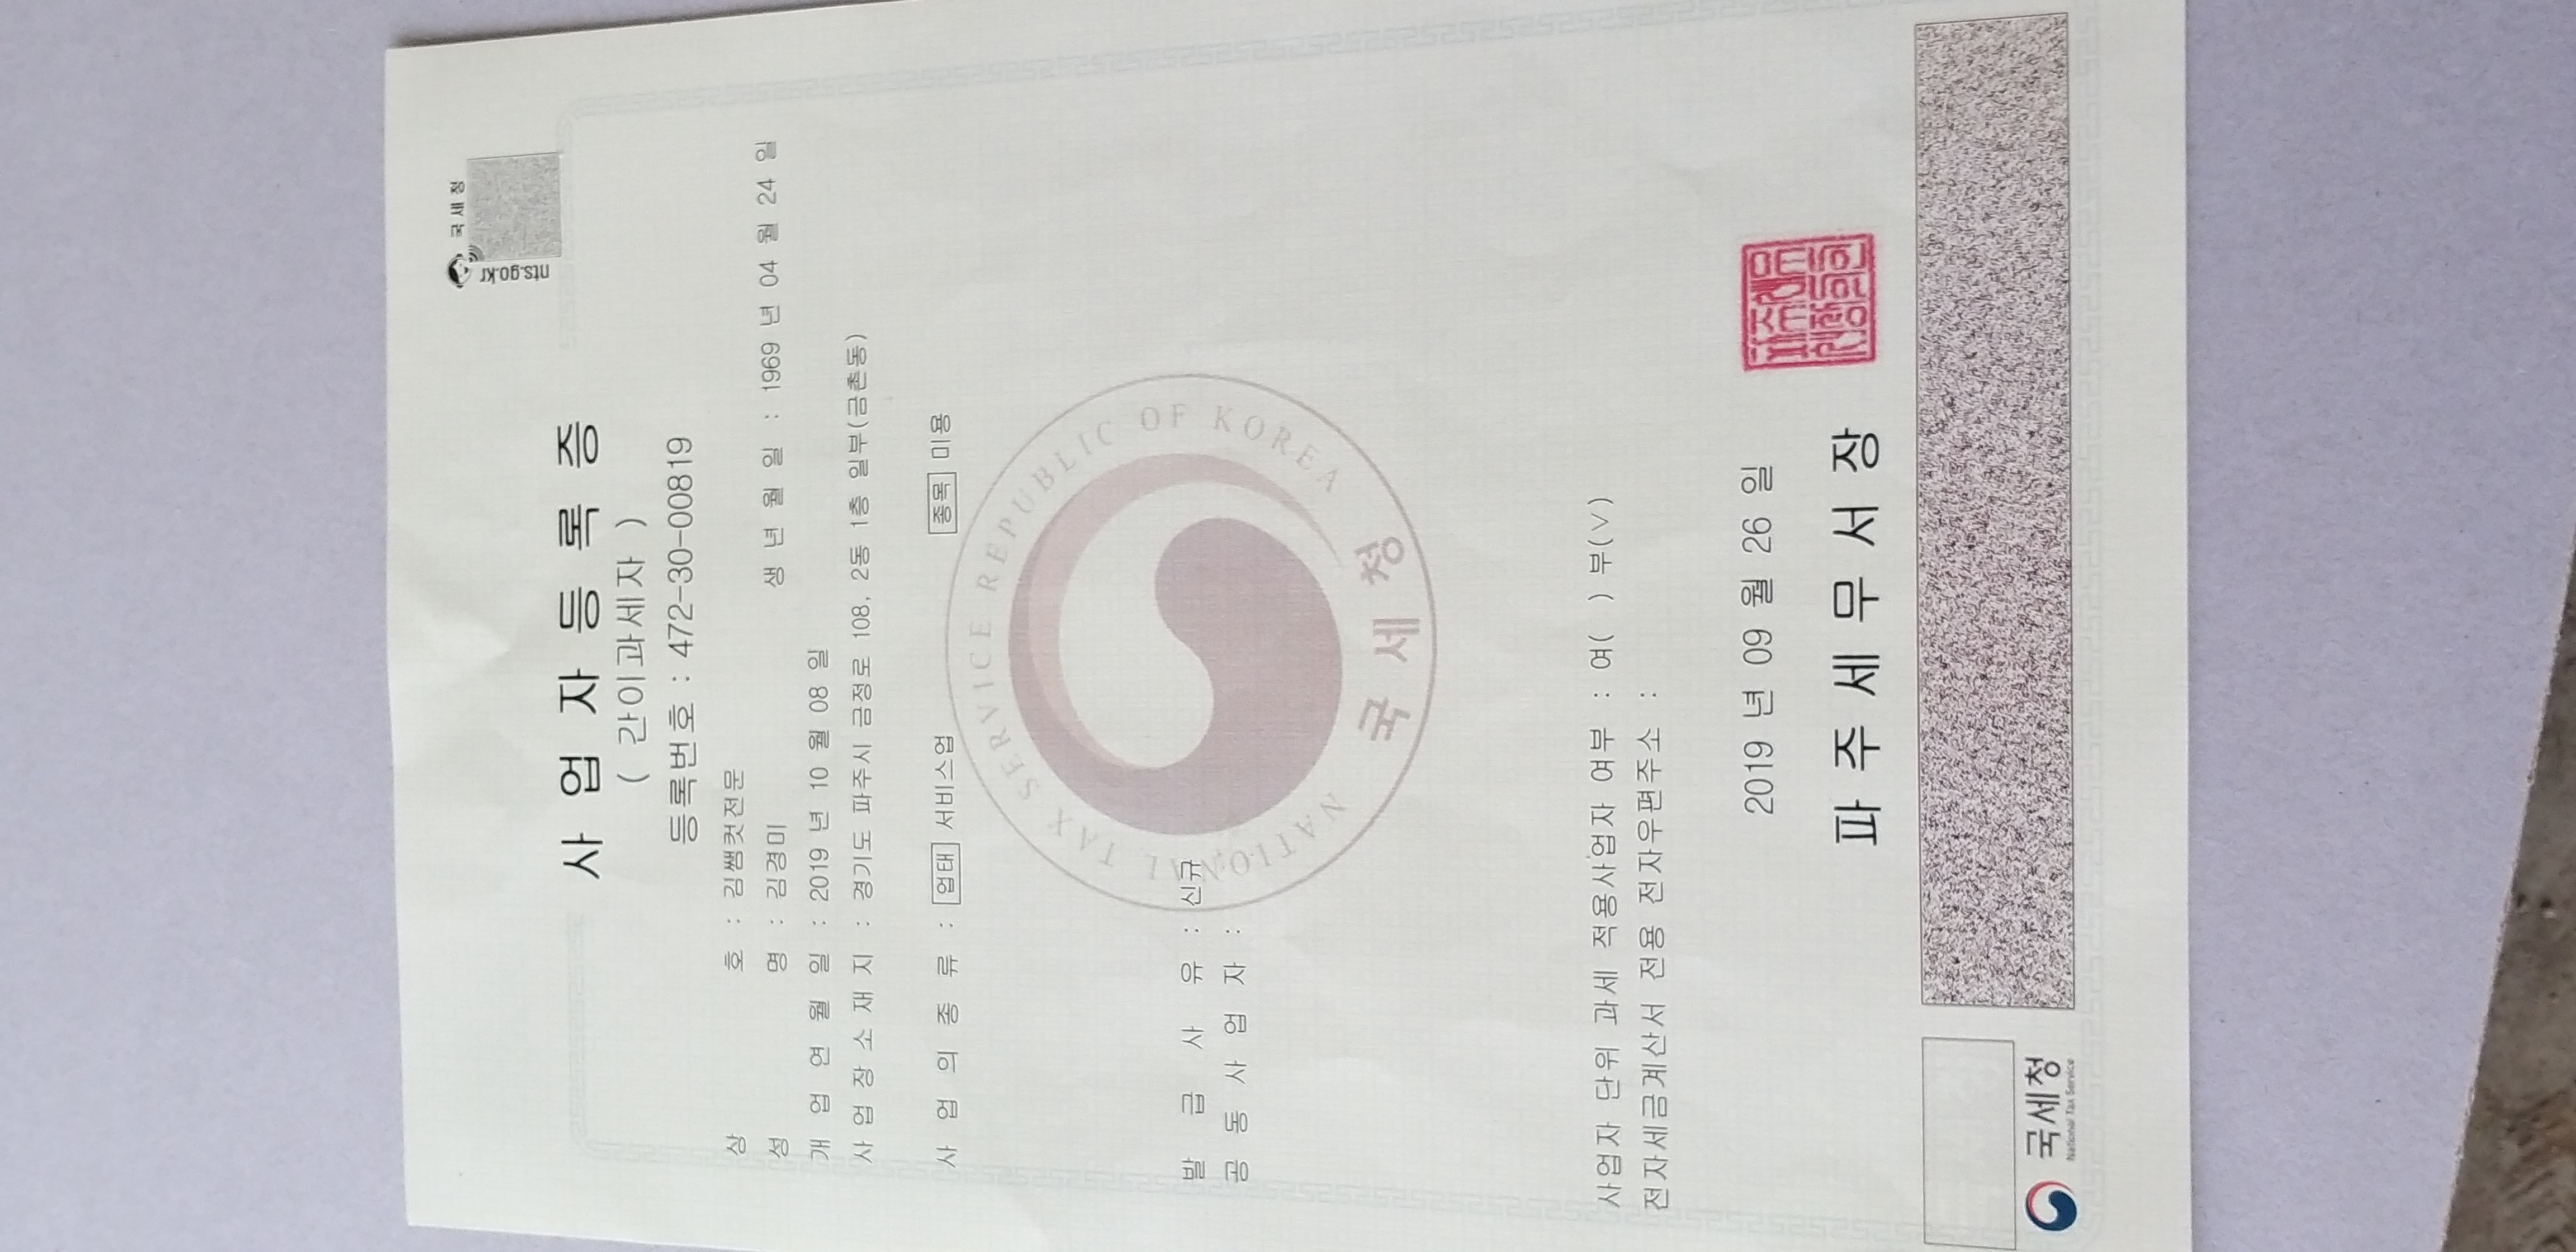 국세청
nts.go.kr
사업자등록증
( 간이과세자 )
등록번호 : 472-30-00819
상 호 : 김쌤컷전문
성 명 : 김경미 생 년 월 일 : 1969 년 04 월 24 일
개 업 연 월 일 : 2019 년 10 월 08 일
사 업 장 소 재 지 : 경기도 파주시 금정로 108, 2동 1층 일부(금촌동)
사 업 의 종 류 : 업태 서비스업 종목 미용
NATIONAL TAX SERVICE REPUBLIC OF KOREA
국세청
발 급 사 유 : 신규
공 동 사 업 자 :
사업자 단위 과세 적용사업자 여부 : 여( ) 부(∨)
전자세금계산서 전용 전자우편주소 :
2019 년 09 월 26 일
파 주 세 무 서 장
국세청
National Tax Service